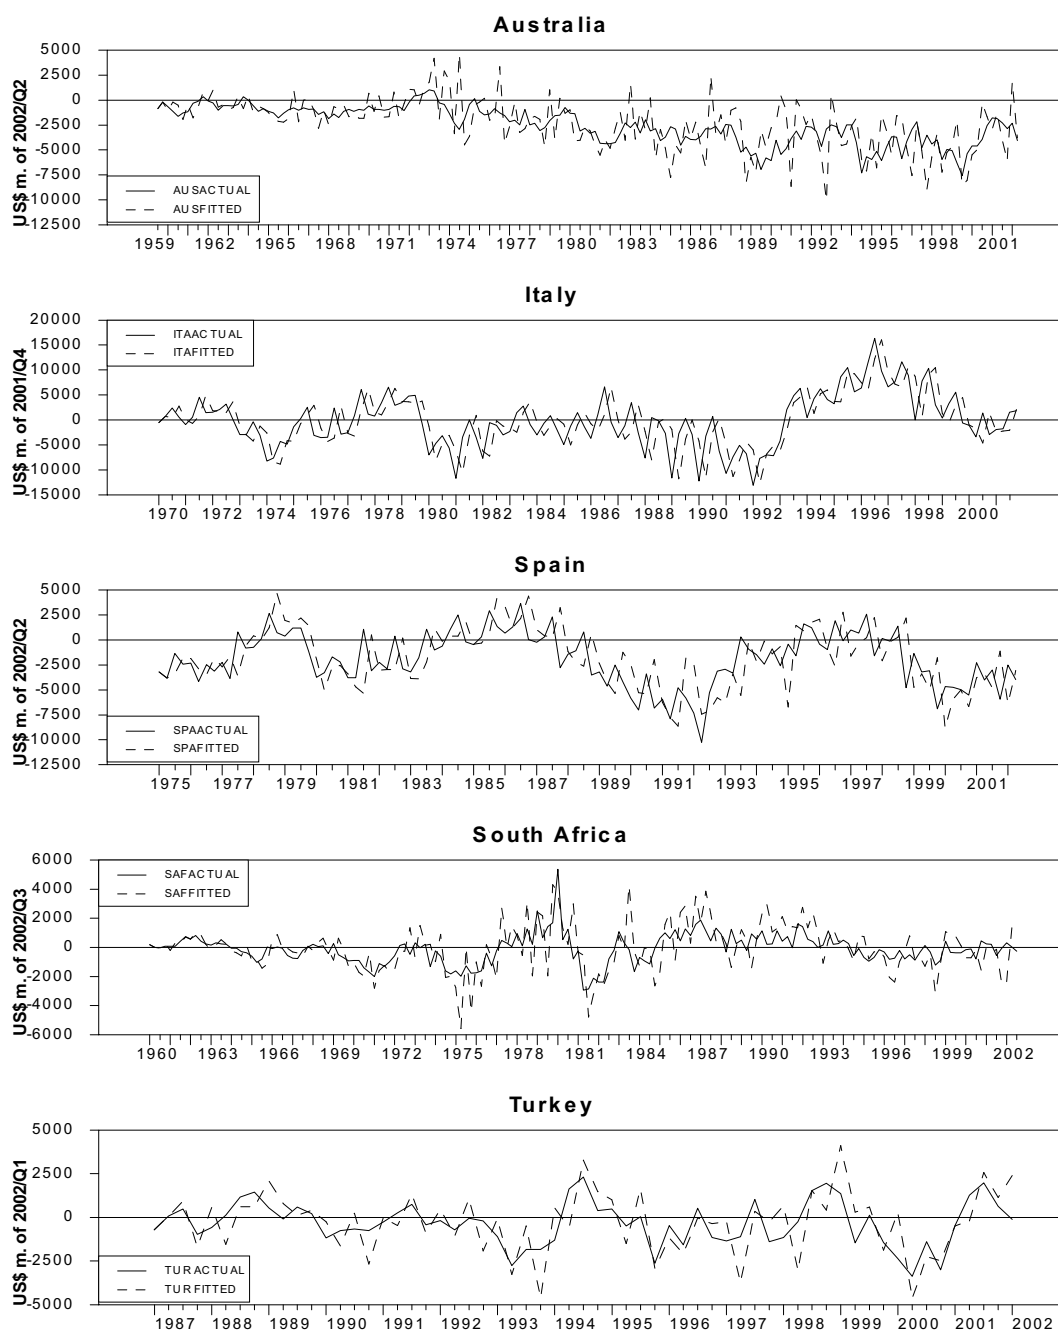 Australia
US$ m. of 2002/Q2
5000
2500
0
-2500
-5000
-7500
-10000
-12500
AUSACTUAL
AUSFITTED
1959 1962 1965 1968 1971 1974 1977 1980 1983 1986 1989 1992 1995 1998 2001
Italy
US$ m. of 2001/Q4
20000
15000
10000
5000
0
-5000
-10000
-15000
ITAACTUAL
ITAFITTED
1970 1972 1974 1976 1978 1980 1982 1984 1986 1988 1990 1992 1994 1996 1998 2000
Spain
US$ m. of 2002/Q2
5000
2500
0
-2500
-5000
-7500
-10000
-12500
SPAACTUAL
SPAFITTED
1975 1977 1979 1981 1983 1985 1987 1989 1991 1993 1995 1997 1999 2001
South Africa
US$ m. of 2002/Q3
6000
4000
2000
0
-2000
-4000
-6000
SAFACTUAL
SAFFITTED
1960 1963 1966 1969 1972 1975 1978 1981 1984 1987 1990 1993 1996 1999 2002
Turkey
US$ m. of 2002/Q1
5000
2500
0
-2500
-5000
TURACTUAL
TURFITTED
1987 1988 1989 1990 1991 1992 1993 1994 1995 1996 1997 1998 1999 2000 2001 2002